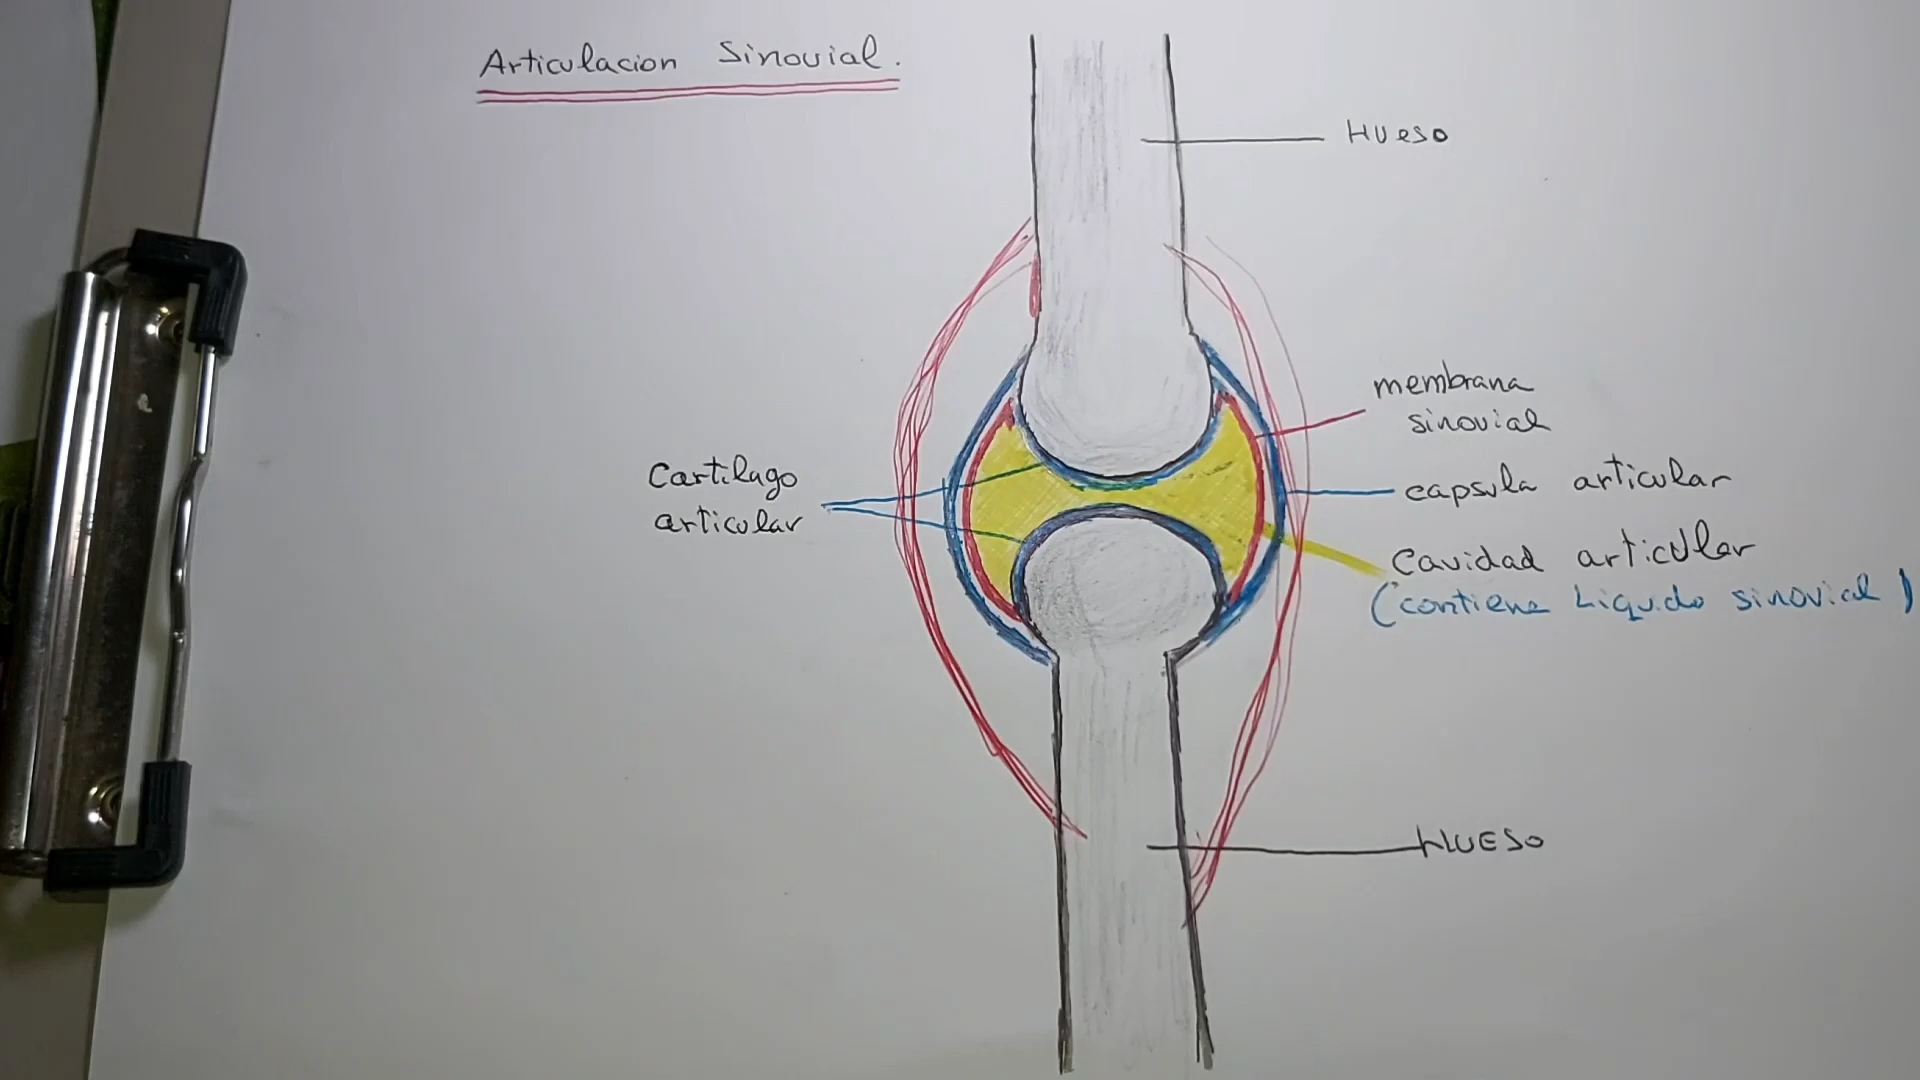 Articulacion Sinovial.
Hueso
membrana
sinovial
Cartilago
articular
capsula articular
cavidad articular
(contiene Liquido sinovial)
HUESO